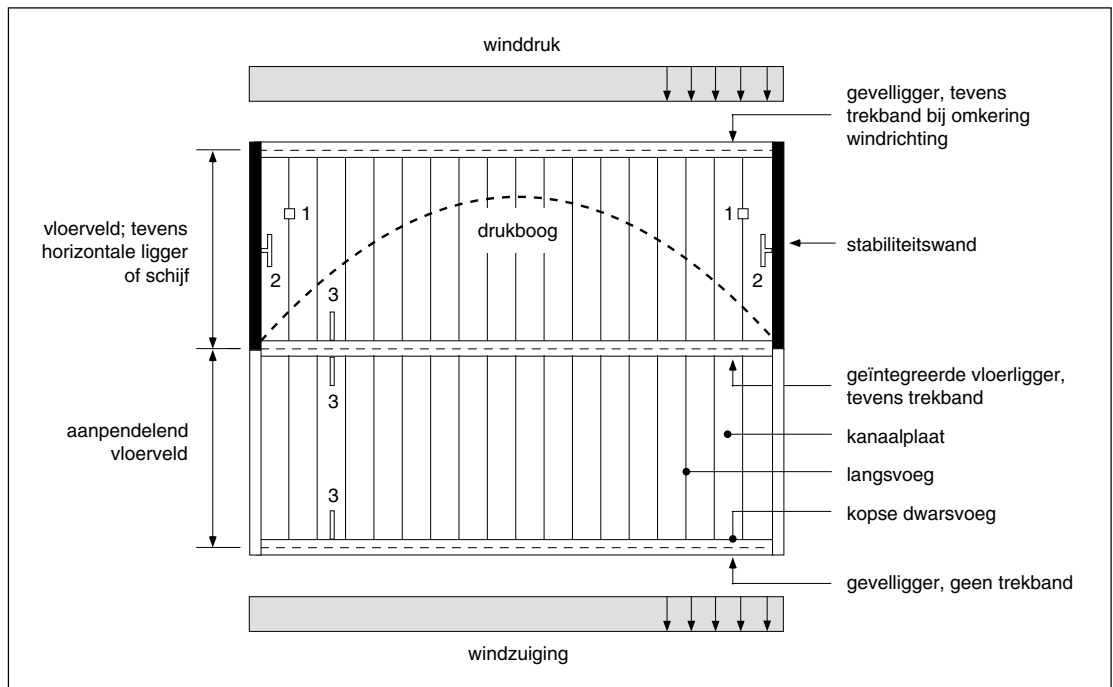 winddruk
gevelligger, tevens
trekband bij omkering
windrichting
vloerveld; tevens
horizontale ligger
of schijf
1
1
drukboog
stabiliteitswand
2
2
3
geïntegreerde vloerligger,
tevens trekband
3
aanpendelend
vloerveld
kanaalplaat
langsvoeg
3
kopse dwarsvoeg
gevelligger, geen trekband
windzuiging